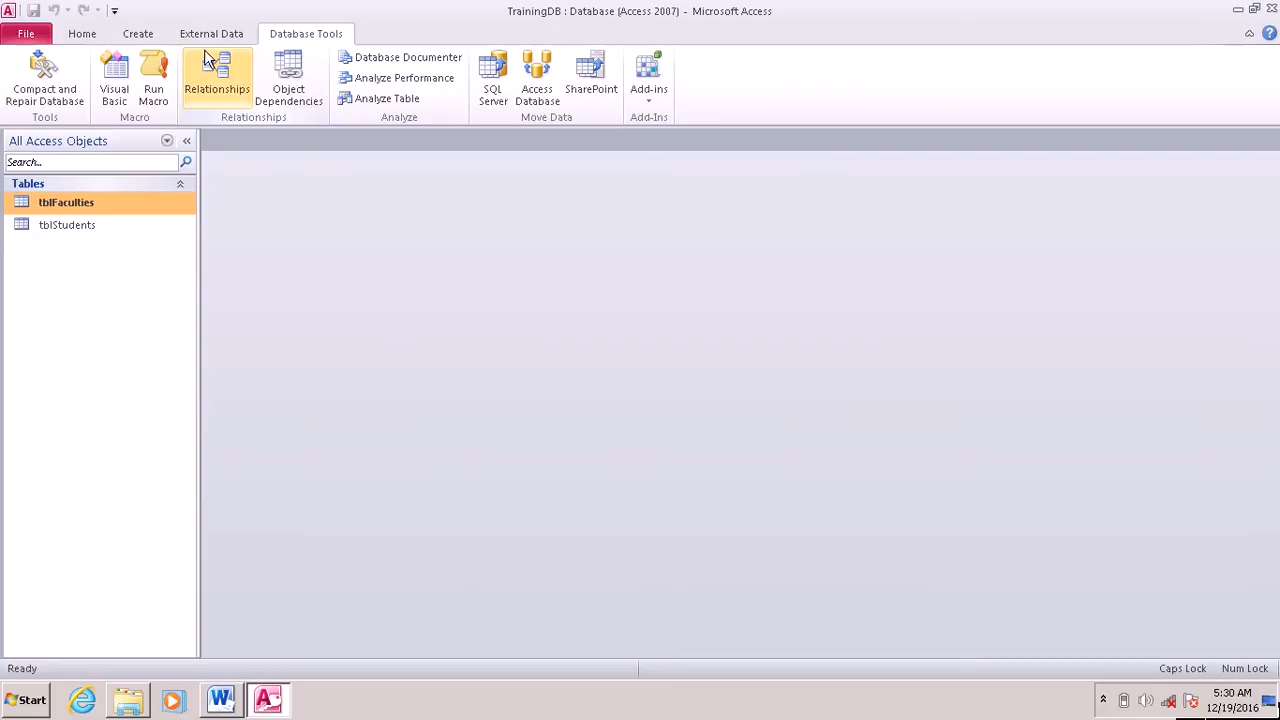 TrainingDB : Database (Access 2007) - Microsoft Access
File Home Create External Data Database Tools
Compact and Repair Database
Visual Basic
Run Macro
Relationships
Object Dependencies
Database Documenter
Analyze Performance
Analyze Table
SQL Server
Access Database
SharePoint
Add-ins
Tools Macro Relationships Analyze Move Data Add-Ins
All Access Objects
Search..
Tables
tblFaculties
tblStudents
Ready Caps Lock Num Lock
Start
5:30 AM
12/19/2016